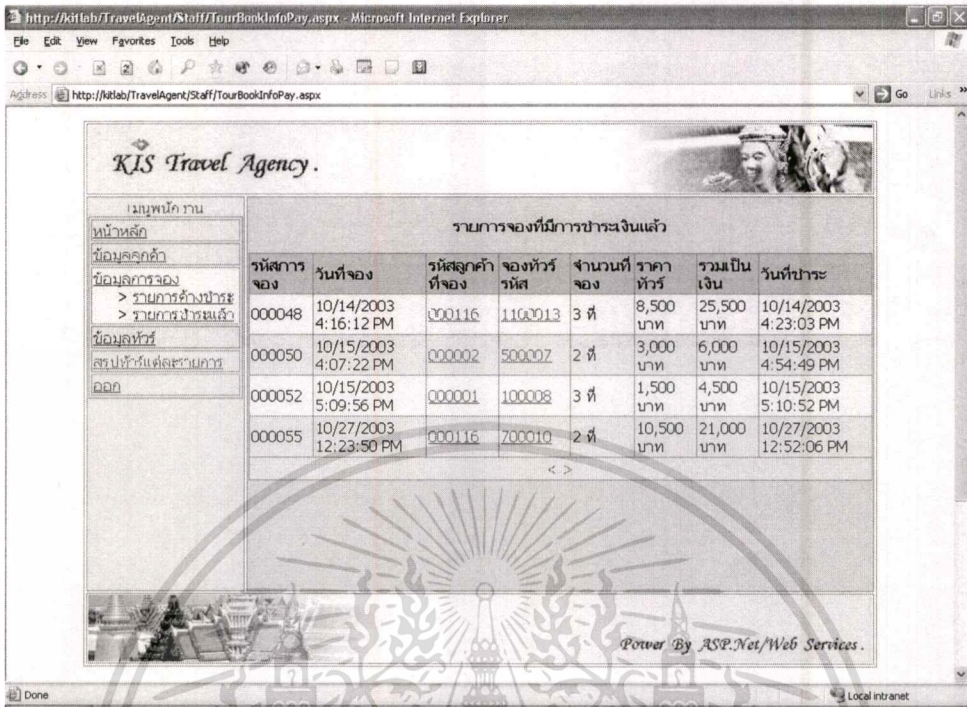 http://kitlab/TravelAgent/Staff/TourBookInfoPay.aspx - Microsoft Internet Explorer
File Edit View Favorites Tools Help
Address http://kitlab/TravelAgent/Staff/TourBookInfoPay.aspx Go Links »
KIS Travel Agency .
เมนูพนักงาน
หน้าหลัก
ข้อมูลลูกค้า
ข้อมูลการจอง
> รายการค้างชำระ
> รายการชำระแล้ว
ข้อมูลทัวร์
สรุปทัวร์แต่ละรายการ
ออก
รายการจองที่มีการชำระเงินแล้ว
รหัสการจอง วันที่จอง รหัสลูกค้าที่จอง จองทัวร์รหัส จำนวนที่จอง ราคาทัวร์ รวมเป็นเงิน วันที่ชำระ
000048 10/14/2003 4:16:12 PM 000116 1100013 3 ที่ 8,500 บาท 25,500 บาท 10/14/2003 4:23:03 PM
000050 10/15/2003 4:07:22 PM 000002 500007 2 ที่ 3,000 บาท 6,000 บาท 10/15/2003 4:54:49 PM
000052 10/15/2003 5:09:56 PM 000001 100008 3 ที่ 1,500 บาท 4,500 บาท 10/15/2003 5:10:52 PM
000055 10/27/2003 12:23:50 PM 000116 700010 2 ที่ 10,500 บาท 21,000 บาท 10/27/2003 12:52:06 PM
< >
Power By ASP.Net/Web Services .
Done Local intranet